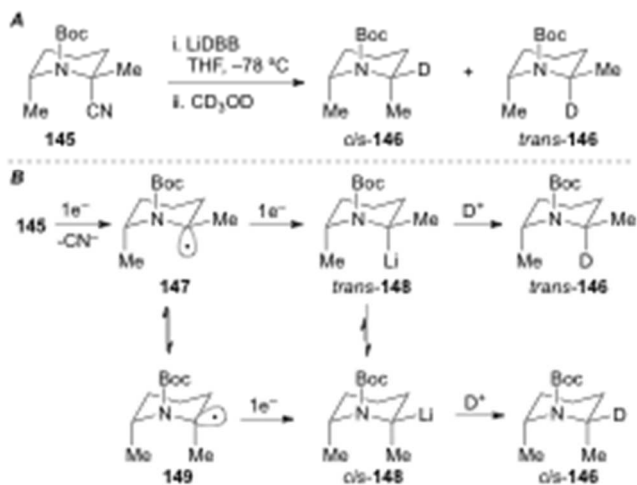 A
Boc
N
Me
Me
CN
145
i. LiDBB
THF, –78 ºC
ii. CD₃OD
Boc
N
D
Me
Me
cis-146
+
Boc
N
Me
Me
D
trans-146
B
145
1e⁻
-CN⁻
Boc
N
Me
Me
147
1e⁻
Boc
N
Me
Me
Li
trans-148
D⁺
Boc
N
Me
Me
D
trans-146
Boc
N
Me
Me
149
1e⁻
Boc
N
Li
Me
Me
cis-148
D⁺
Boc
N
D
Me
Me
cis-146